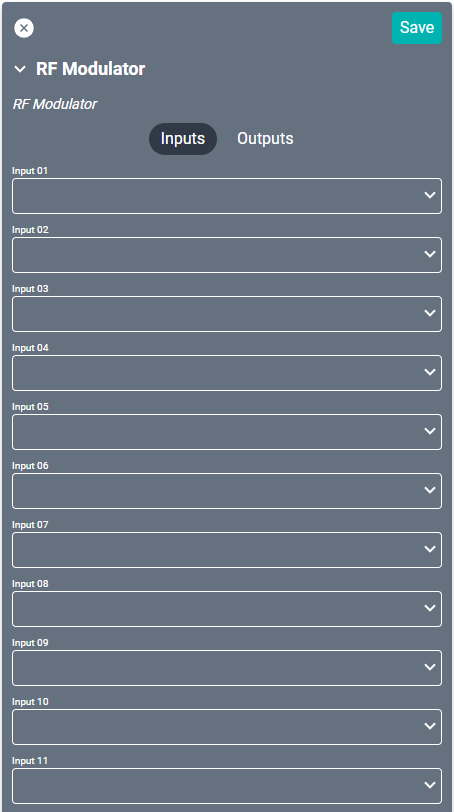 Save
RF Modulator
RF Modulator
Inputs Outputs
Input 01
Input 02
Input 03
Input 04
Input 05
Input 06
Input 07
Input 08
Input 09
Input 10
Input 11